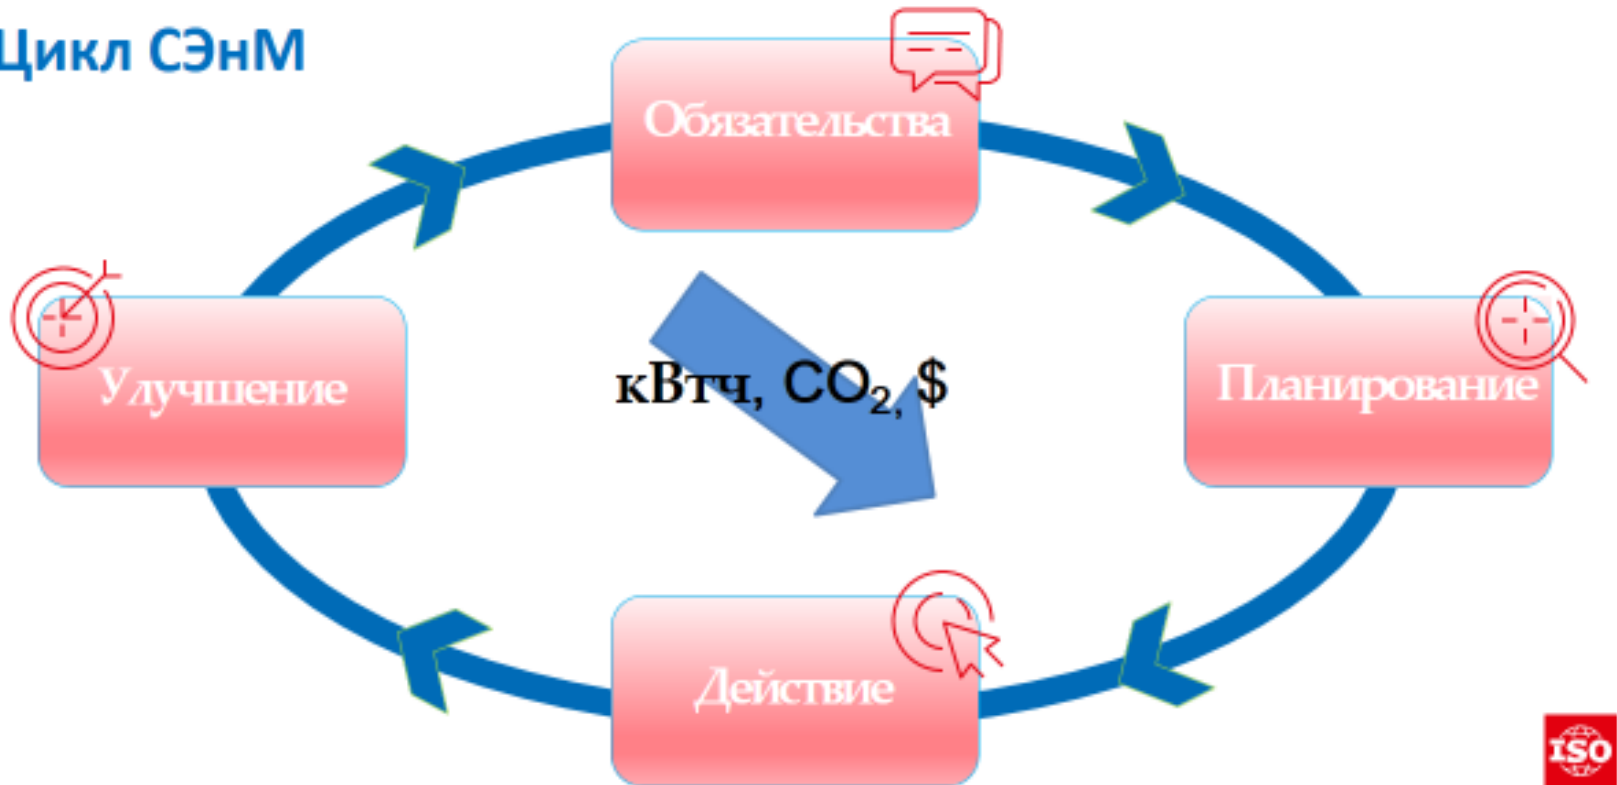 Цикл СЭнМ
Обязательства
Улучшение
кВтч, CO₂, $
Планирование
Действие
ISO